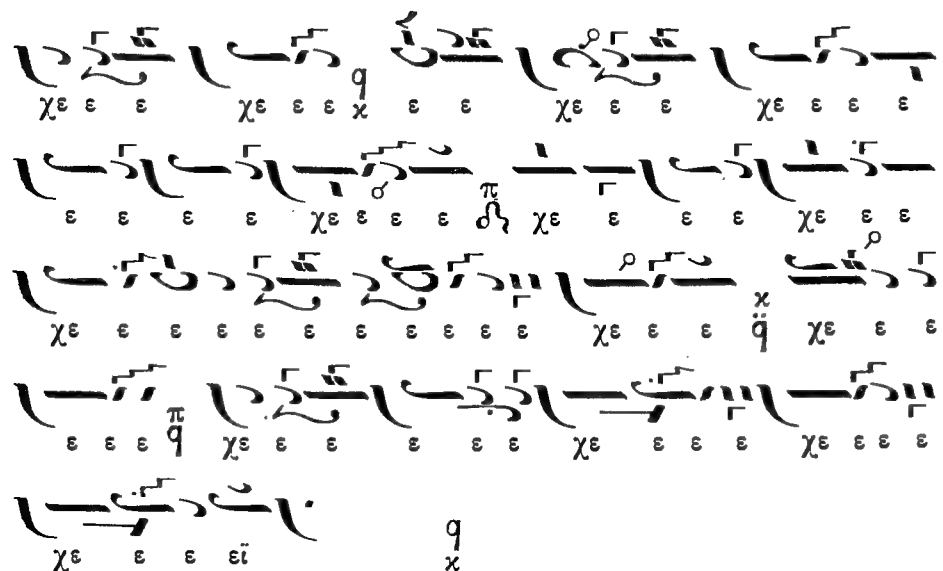 χε ε ε χε ε ε q ϰ ε ε χε ε ε χε ε ε ε
ε ε ε ε χε ε ε ε π χε ε ε ε χε ε ε
χε ε ε ε ε ε ε ε ε ε ε χε ε ε ϰ q̈ χε ε ε
ε ε ε π q χε ε ε ε ε ε χε ε ε ε χε ε ε ε
χε ε ε εϊ q ϰ